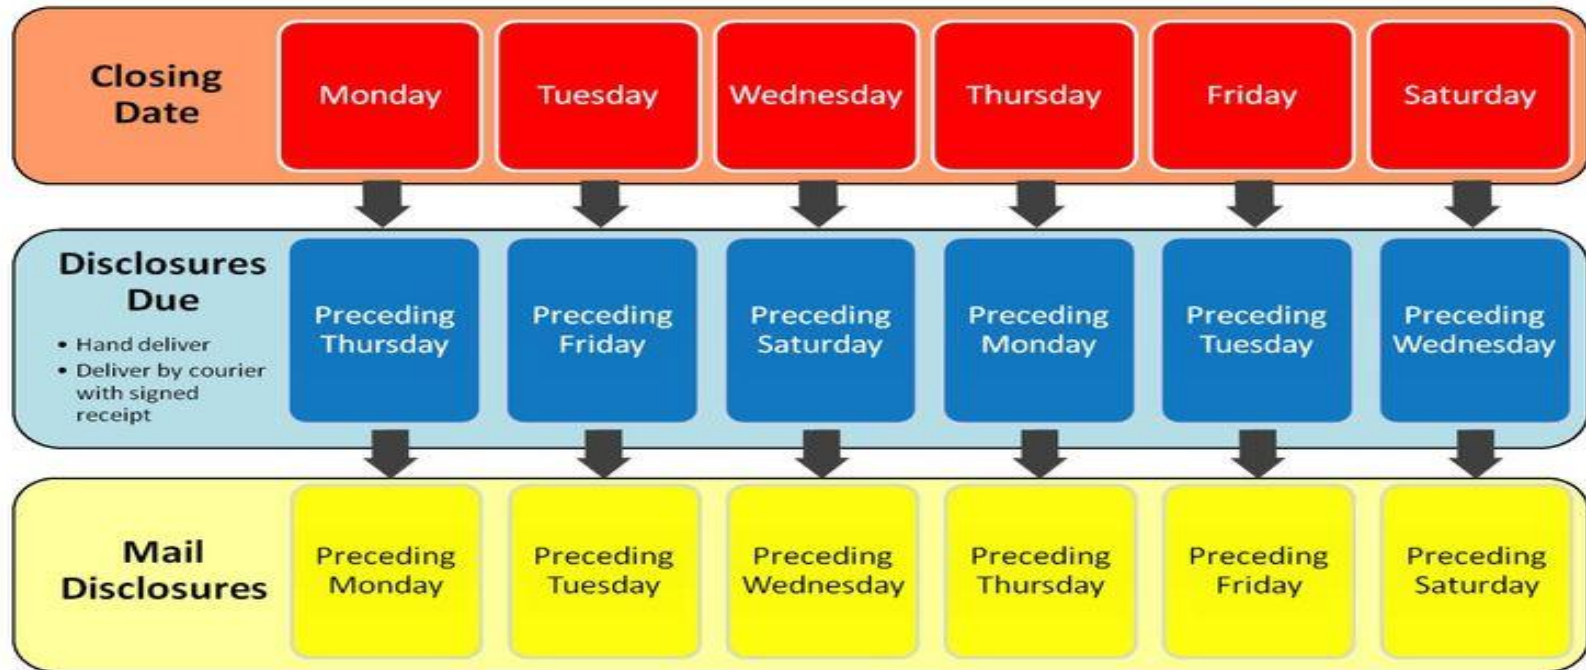 Closing
Date
Monday
Tuesday
Wednesday
Thursday
Friday
Saturday
Disclosures
Due
• Hand deliver
• Deliver by courier
with signed
receipt
Preceding
Thursday
Preceding
Friday
Preceding
Saturday
Preceding
Monday
Preceding
Tuesday
Preceding
Wednesday
Mail
Disclosures
Preceding
Monday
Preceding
Tuesday
Preceding
Wednesday
Preceding
Thursday
Preceding
Friday
Preceding
Saturday